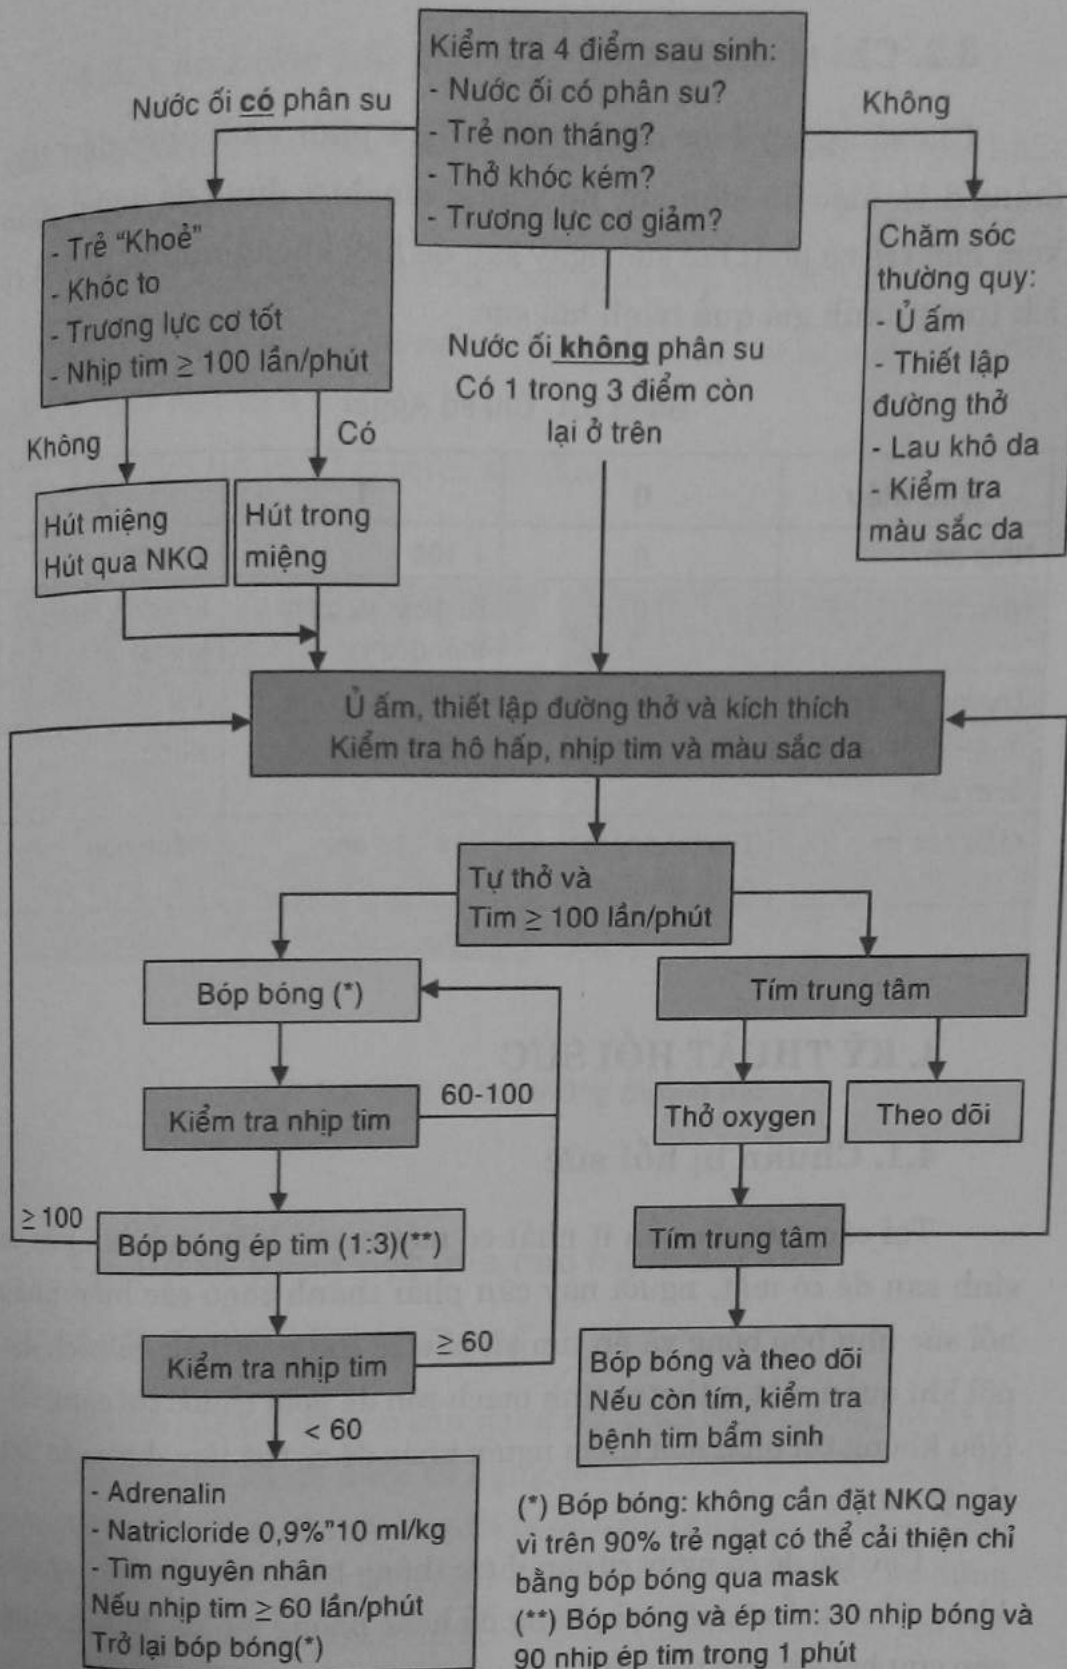 Kiểm tra 4 điểm sau sinh:
- Nước ối có phân su?
- Trẻ non tháng?
- Thở khóc kém?
- Trương lực cơ giảm?
Nước ối có phân su
Không
- Trẻ “Khoẻ”
- Khóc to
- Trương lực cơ tốt
- Nhịp tim ≥ 100 lần/phút
Nước ối không phân su
Có 1 trong 3 điểm còn
lại ở trên
Chăm sóc
thường quy:
- Ủ ấm
- Thiết lập
đường thở
- Lau khô da
- Kiểm tra
màu sắc da
Không
Có
Hút miệng
Hút qua NKQ
Hút trong
miệng
Ủ ấm, thiết lập đường thở và kích thích
Kiểm tra hô hấp, nhịp tim và màu sắc da
Tự thở và
Tim ≥ 100 lần/phút
Bóp bóng (*)
Tím trung tâm
Kiểm tra nhịp tim
60-100
Thở oxygen
Theo dõi
≥ 100
Bóp bóng ép tim (1:3)(**)
Tím trung tâm
Kiểm tra nhịp tim
≥ 60
< 60
Bóp bóng và theo dõi
Nếu còn tím, kiểm tra
bệnh tim bẩm sinh
- Adrenalin
- Natricloride 0,9%"10 ml/kg
- Tìm nguyên nhân
Nếu nhịp tim ≥ 60 lần/phút
Trở lại bóp bóng(*)
(*) Bóp bóng: không cần đặt NKQ ngay
vì trên 90% trẻ ngạt có thể cải thiện chỉ
bằng bóp bóng qua mask
(**) Bóp bóng và ép tim: 30 nhịp bóng và
90 nhịp ép tim trong 1 phút